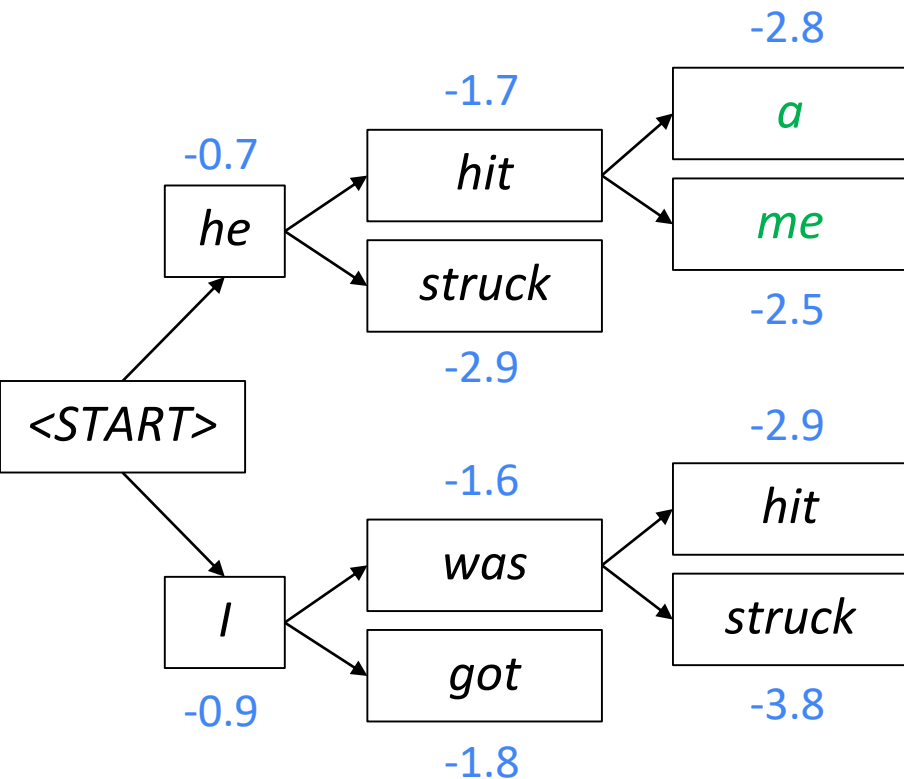 -2.8
-1.7
a
-0.7
hit
he
me
struck
-2.5
-2.9
<START>
-2.9
-1.6
hit
was
I
struck
got
-0.9
-3.8
-1.8